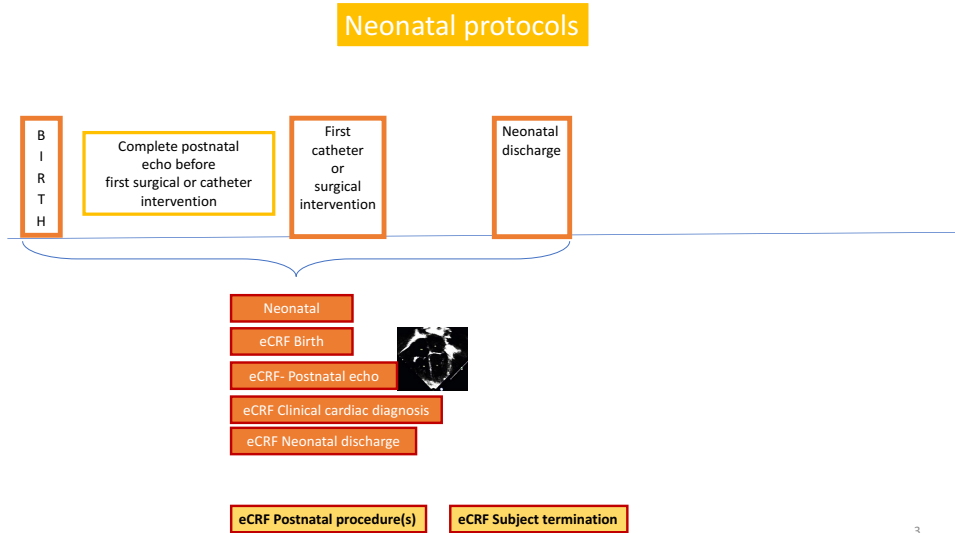 Neonatal protocols
B
I
R
T
H
Complete postnatal
echo before
first surgical or catheter
intervention
First
catheter
or
surgical
intervention
Neonatal
discharge
Neonatal
eCRF Birth
eCRF- Postnatal echo
eCRF Clinical cardiac diagnosis
eCRF Neonatal discharge
eCRF Postnatal procedure(s)
eCRF Subject termination
3